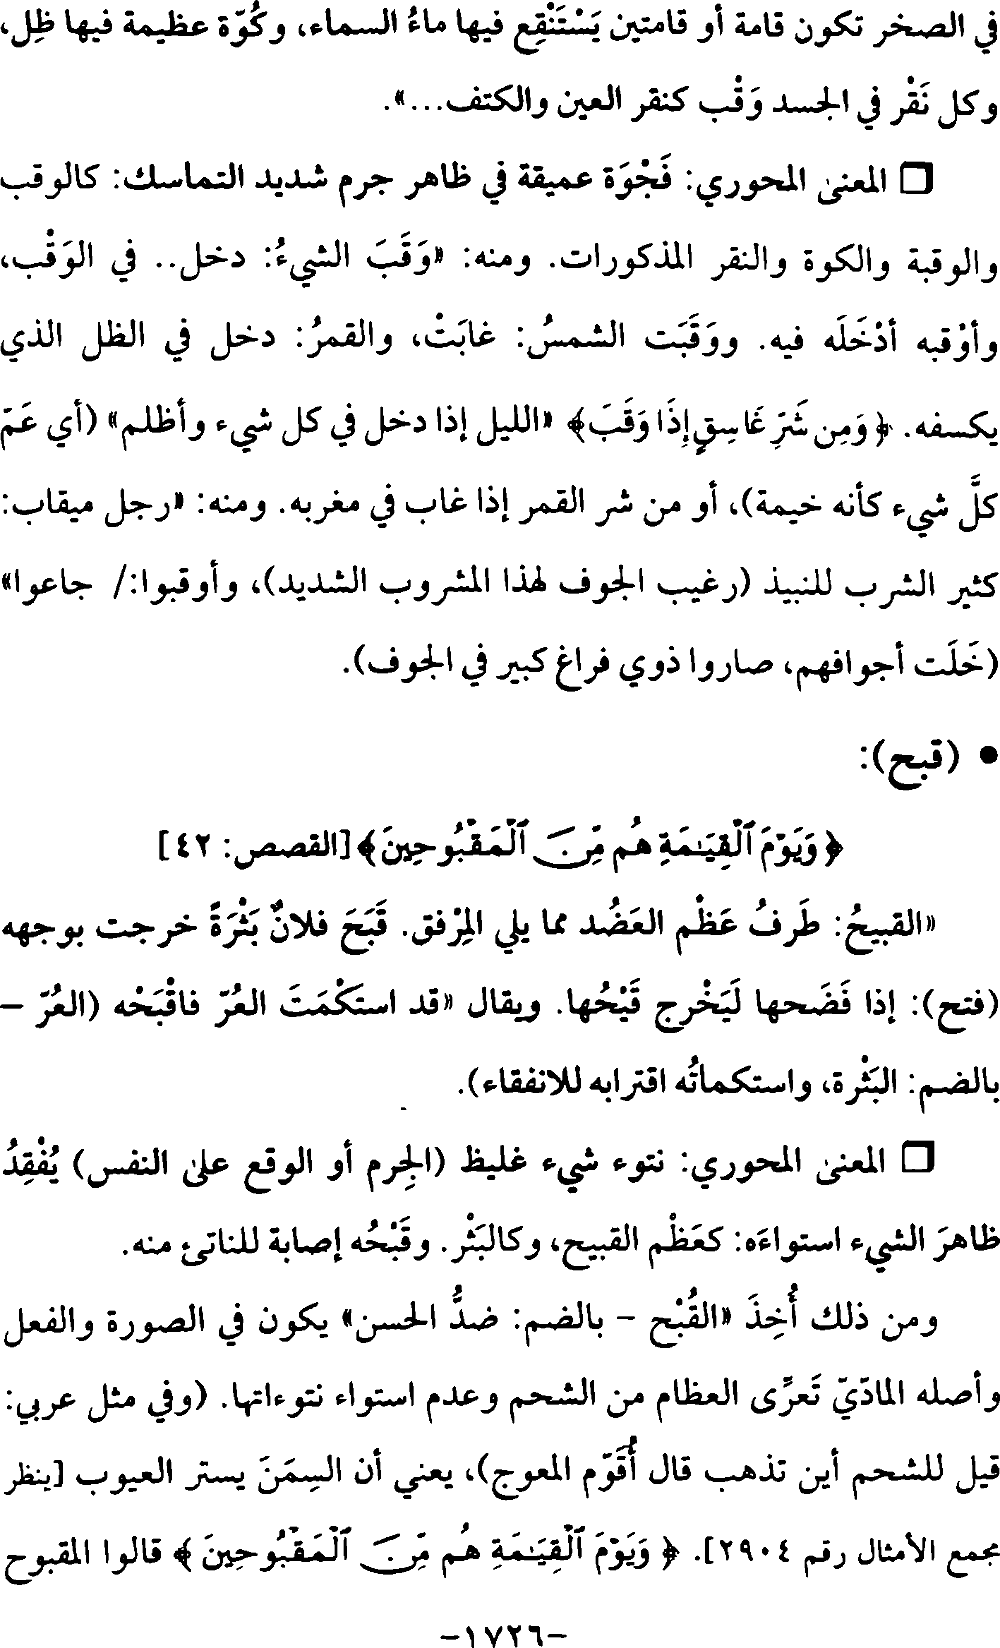 في الصخر تكون قامة أو قامتين يَسْتَنْقِع فيها ماءُ السماء، وكُوّة عظيمة فيها ظِل،
وكل نَقْر في الجسد وَقْب كنقر العين والكتف...».
❑ المعنى المحوري: فَجْوَة عميقة في ظاهر جرم شديد التماسك: كالوقب
والوقبة والكوة والنقر المذكورات. ومنه: «وَقَبَ الشيءُ: دخل.. في الوَقْب،
وأوْقبه أدْخَلَه فيه. ووَقَبَت الشمسُ: غابَتْ، والقمرُ: دخل في الظل الذي
يكسفه. ﴿وَمِن شَرِّ غَاسِقٍ إِذَا وَقَبَ﴾ «الليل إذا دخل في كل شيء وأظلم» (أي عَمّ
كلَّ شيء كأنه خيمة)، أو من شر القمر إذا غاب في مغربه. ومنه: «رجل ميقاب:
كثير الشرب للنبيذ (رغيب الجوف لهذا المشروب الشديد)، وأوقبوا:/ جاعوا»
(خَلَت أجوافهم، صاروا ذوي فراغ كبير في الجوف).
• (قبح):
﴿وَيَوْمَ ٱلْقِيَـٰمَةِ هُم مِّنَ ٱلْمَقْبُوحِينَ﴾ [القصص: ٤٢]
«القبيحُ: طَرفُ عَظْم العَضُد مما يلي المِرْفق. قَبَحَ فلانٌ بَثْرَةً خرجت بوجهه
(فتح): إذا فَضَحها لَيَخْرج قَيْحُها. ويقال «قد استكْمَتَ العُرّ فاقْبَحْه (العُرّ –
بالضم: البَثْرة، واستكماتُه اقترابه للانفقاء).
❑ المعنى المحوري: نتوء شيء غليظ (الجِرم أو الوقع على النفس) يُفْقِدُ
ظاهرَ الشيء استواءَه: كعَظْم القبيح، وكالبَثْر. وقَبْحُه إصابة للناتئ منه.
ومن ذلك أُخِذَ «القُبْح – بالضم: ضدُّ الحسن» يكون في الصورة والفعل
وأصله المادّيّ تَعرِّى العظام من الشحم وعدم استواء نتوءاتها. (وفي مثل عربي:
قيل للشحم أين تذهب قال أُقَوّم المعوج)، يعني أن السِمَنَ يستر العيوب [ينظر
مجمع الأمثال رقم ٢٩٠٤]. ﴿وَيَوْمَ ٱلْقِيَـٰمَةِ هُم مِّنَ ٱلْمَقْبُوحِينَ﴾ قالوا المقبوح
-١٧٢٦-